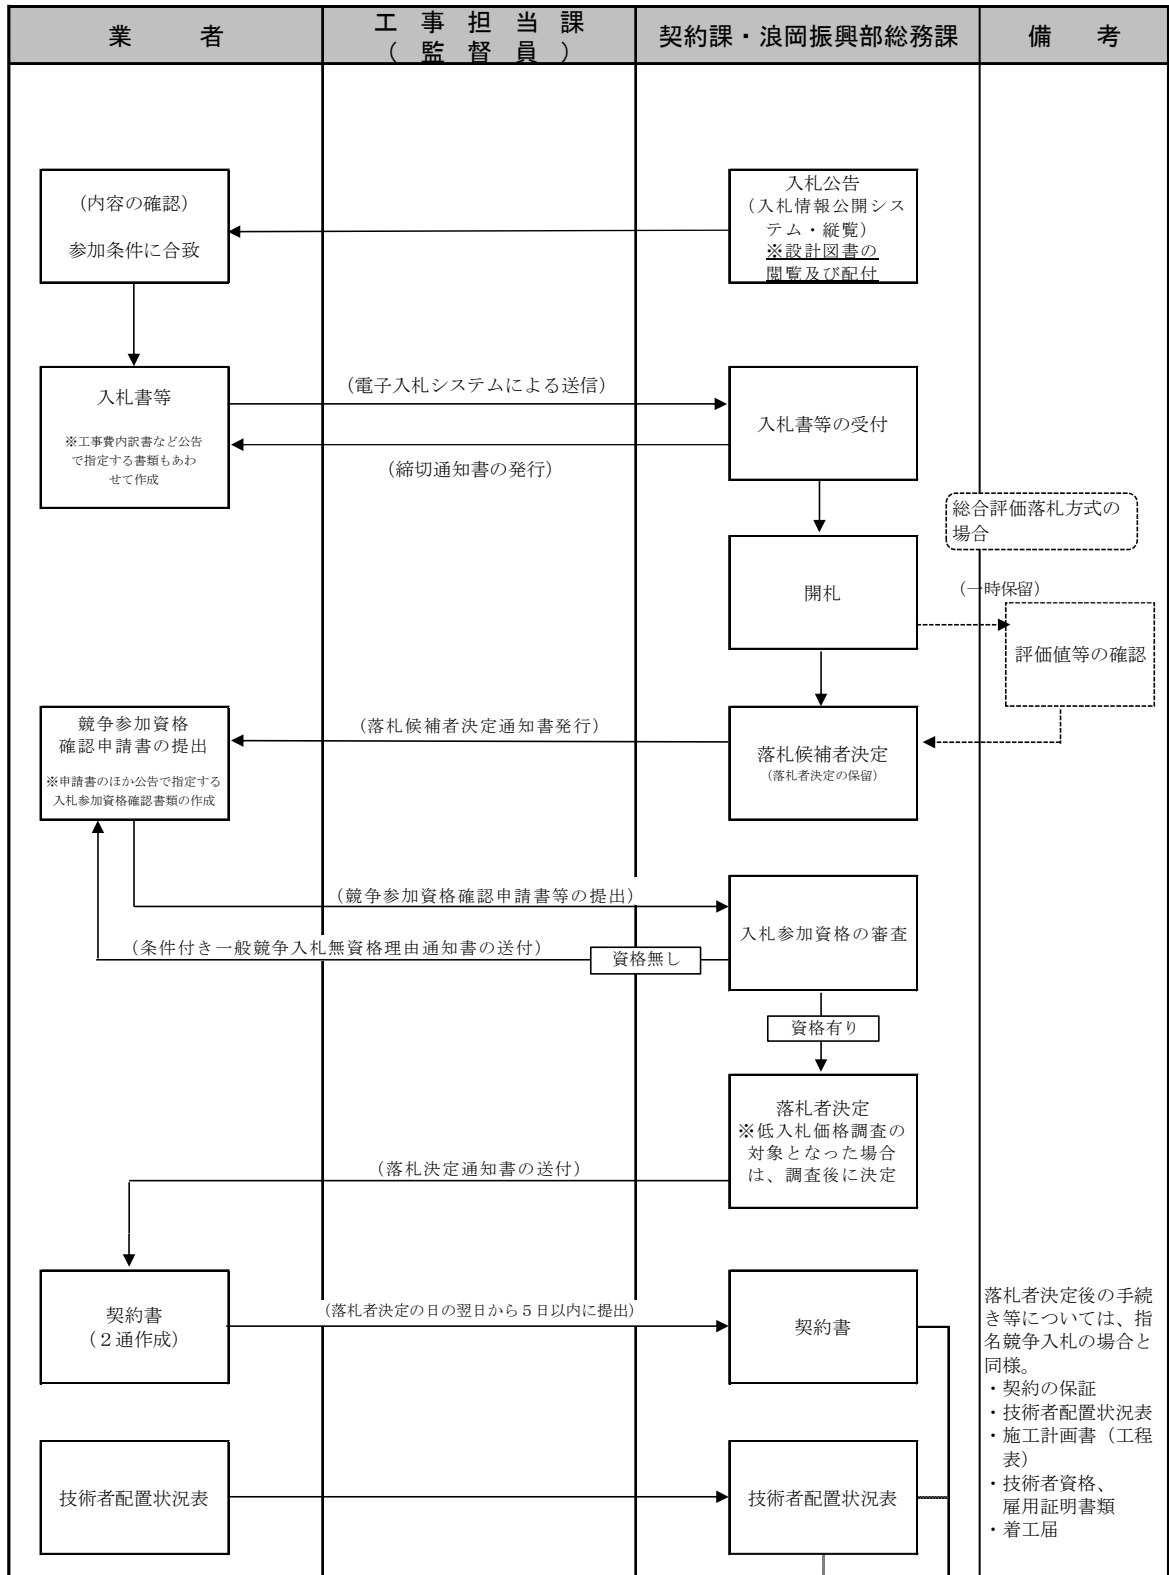 業　　者
工　事　担　当　課
（　監　督　員　）
契約課・浪岡振興部総務課
備　　考
(内容の確認)
参加条件に合致
入札公告
（入札情報公開シス
テム・縦覧）
※設計図書の
閲覧及び配付
入札書等
※工事費内訳書など公告
で指定する書類もあわ
せて作成
(電子入札システムによる送信)
(締切通知書の発行)
入札書等の受付
総合評価落札方式の
場合
開札
(一時保留)
評価値等の確認
競争参加資格
確認申請書の提出
※申請書のほか公告で指定する
入札参加資格確認書類の作成
(落札候補者決定通知書発行)
落札候補者決定
(落札者決定の保留)
(競争参加資格確認申請書等の提出)
(条件付き一般競争入札無資格理由通知書の送付)
資格無し
入札参加資格の審査
資格有り
落札者決定
※低入札価格調査の
対象となった場合
は、調査後に決定
(落札決定通知書の送付)
契約書
（２通作成）
(落札者決定の日の翌日から５日以内に提出)
契約書
落札者決定後の手続
き等については、指
名競争入札の場合と
同様。
・契約の保証
・技術者配置状況表
・施工計画書（工程
表）
・技術者資格、
雇用証明書類
・着工届
技術者配置状況表
技術者配置状況表